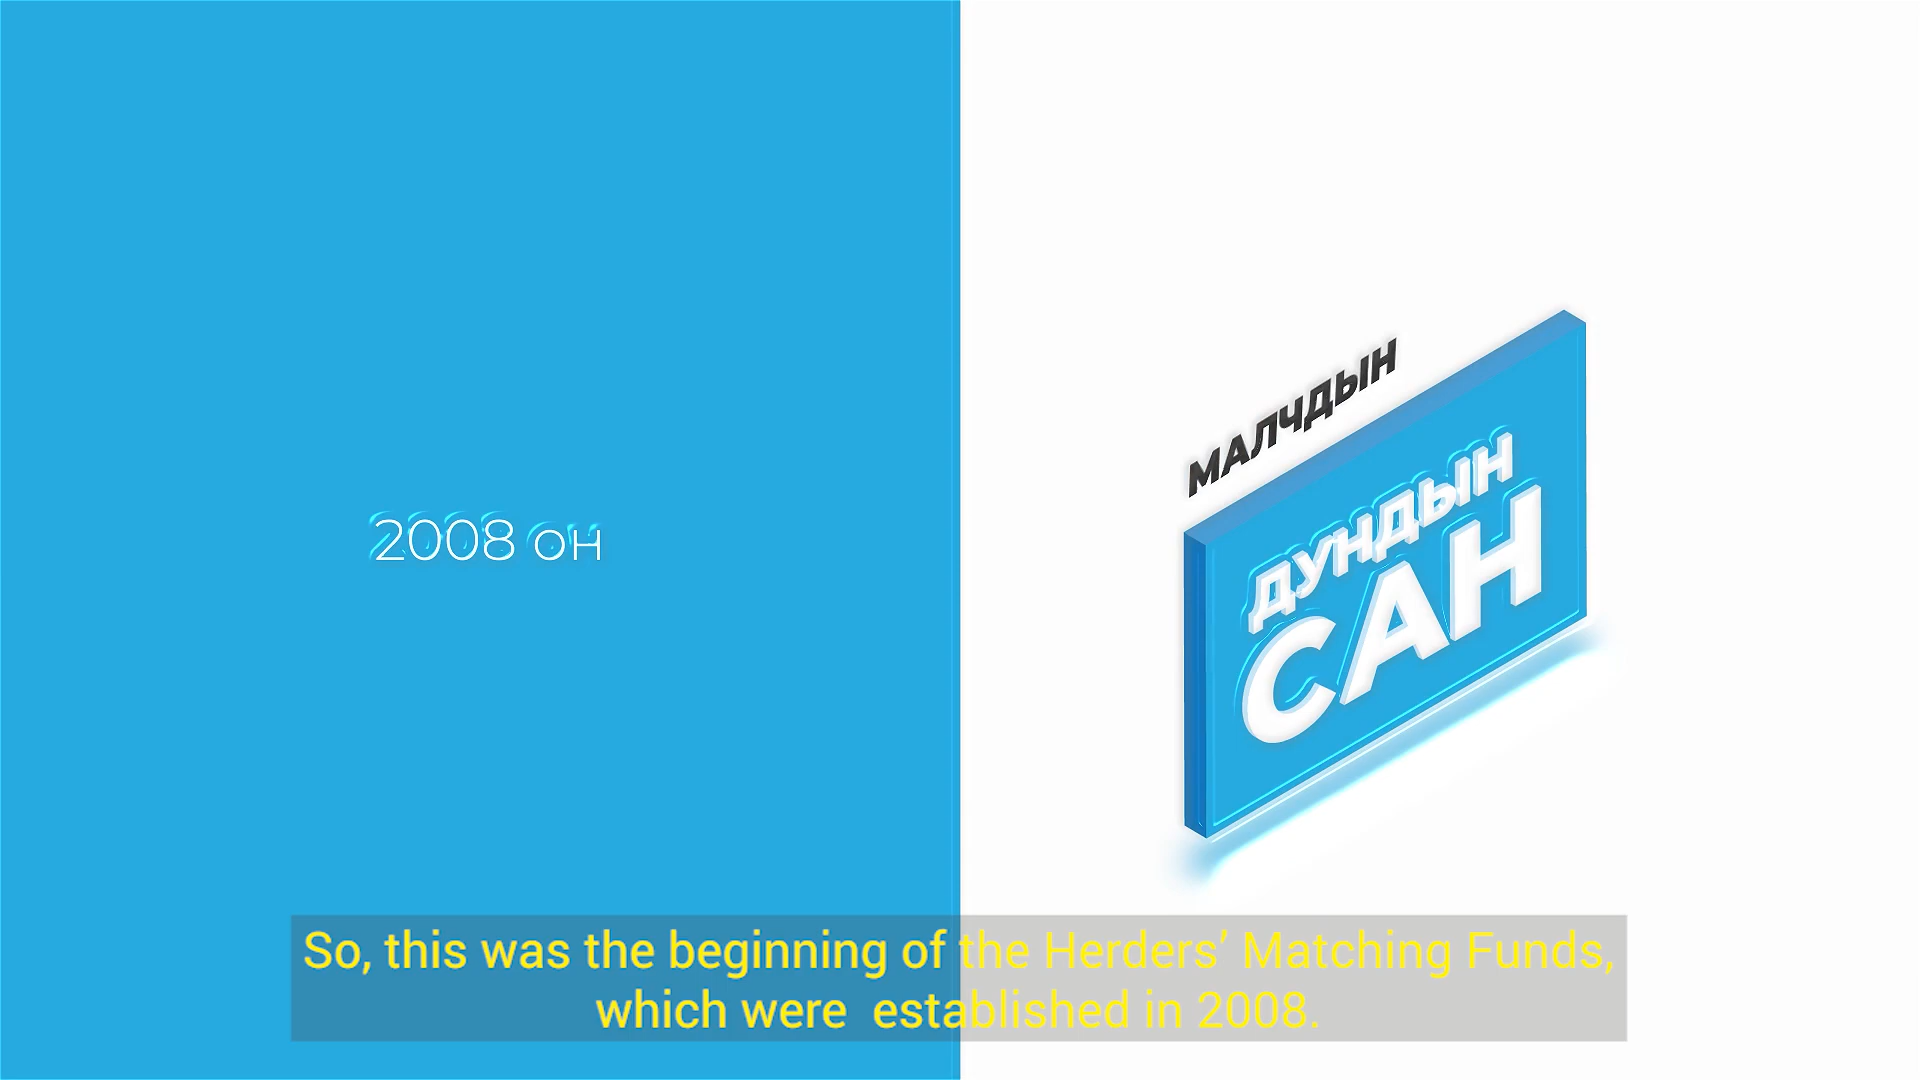 2008 он
МАЛЧДЫН
ДУНДЫН
САН
So, this was the beginning of the Herders’ Matching Funds,
which were  established in 2008.